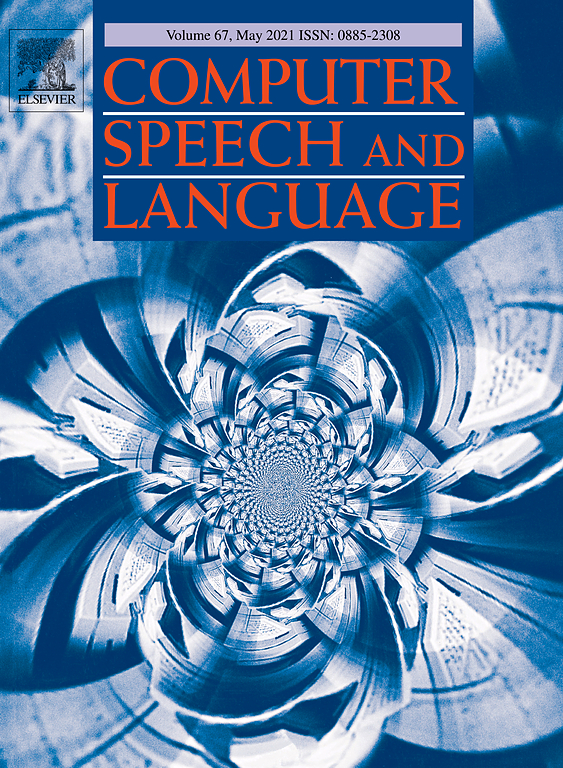 Volume 67, May 2021 ISSN: 0885-2308
ELSEVIER
COMPUTER
SPEECH AND
LANGUAGE